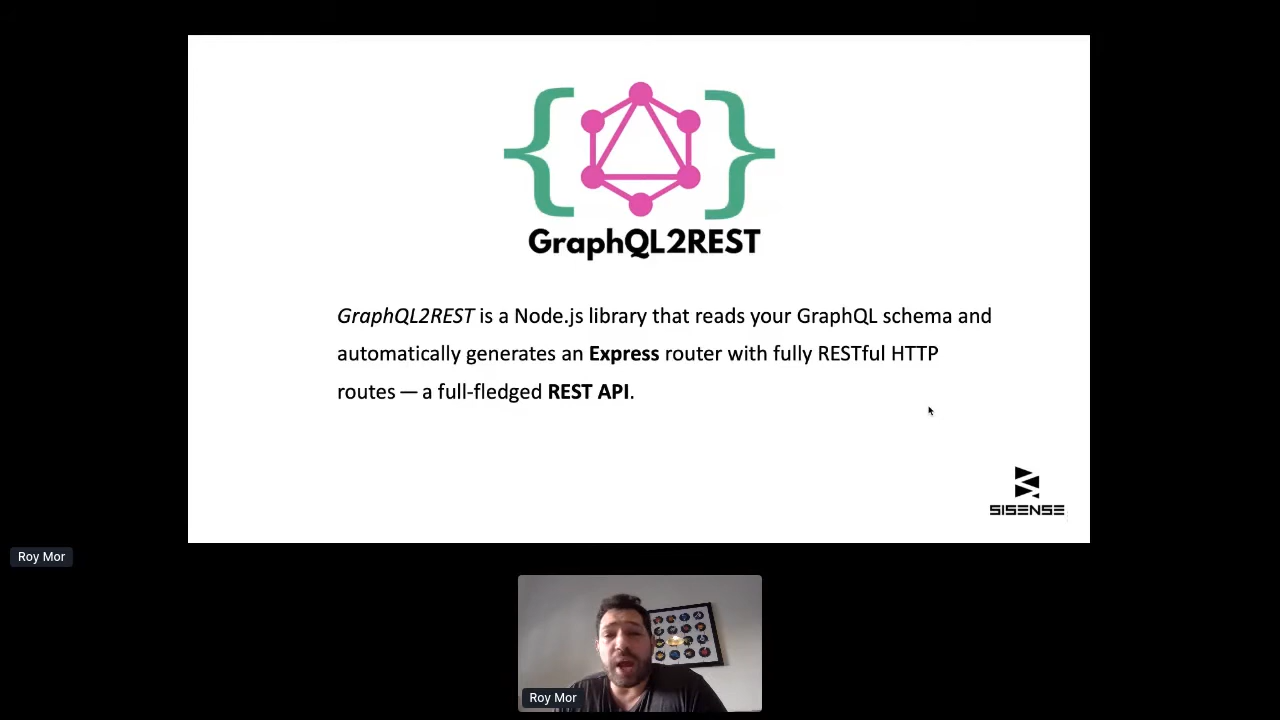 GraphQL2REST
GraphQL2REST is a Node.js library that reads your GraphQL schema and
automatically generates an Express router with fully RESTful HTTP
routes — a full-fledged REST API.
SISENSE
Roy Mor
Roy Mor